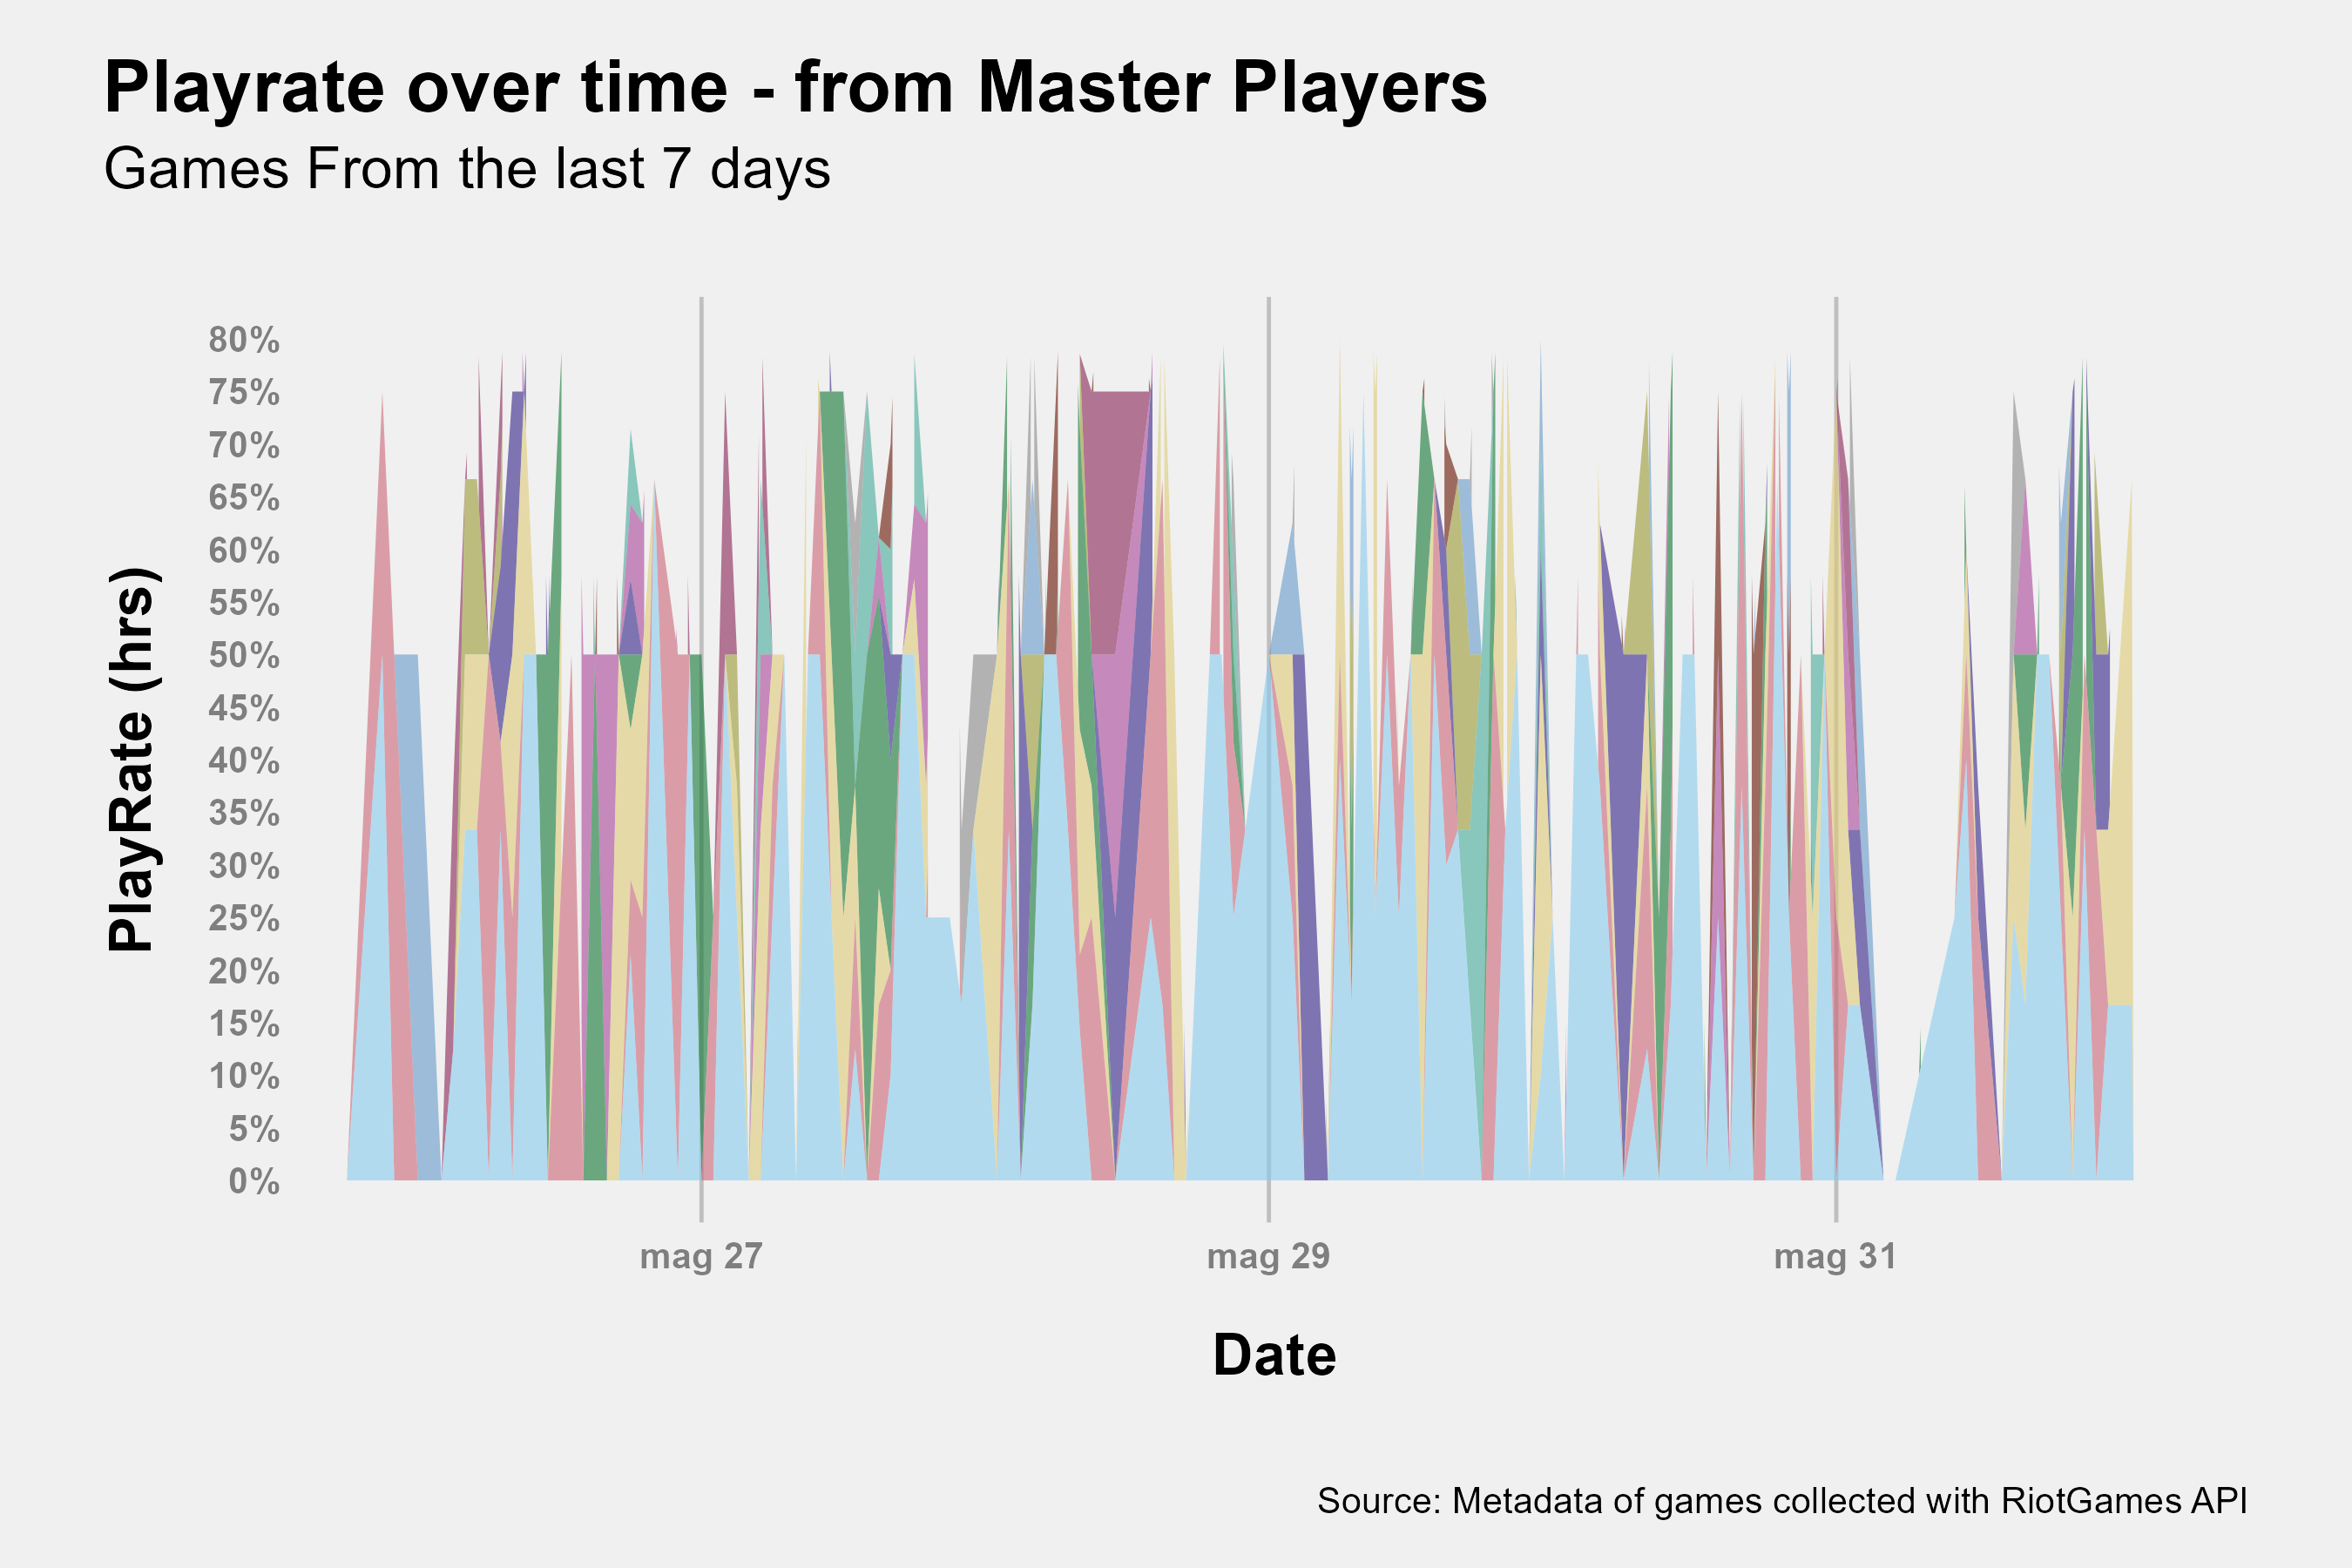 Playrate over time - from Master Players
Games From the last 7 days
PlayRate (hrs)
80%
75%
70%
65%
60%
55%
50%
45%
40%
35%
30%
25%
20%
15%
10%
5%
0%
mag 27
mag 29
mag 31
Date
Source: Metadata of games collected with RiotGames API